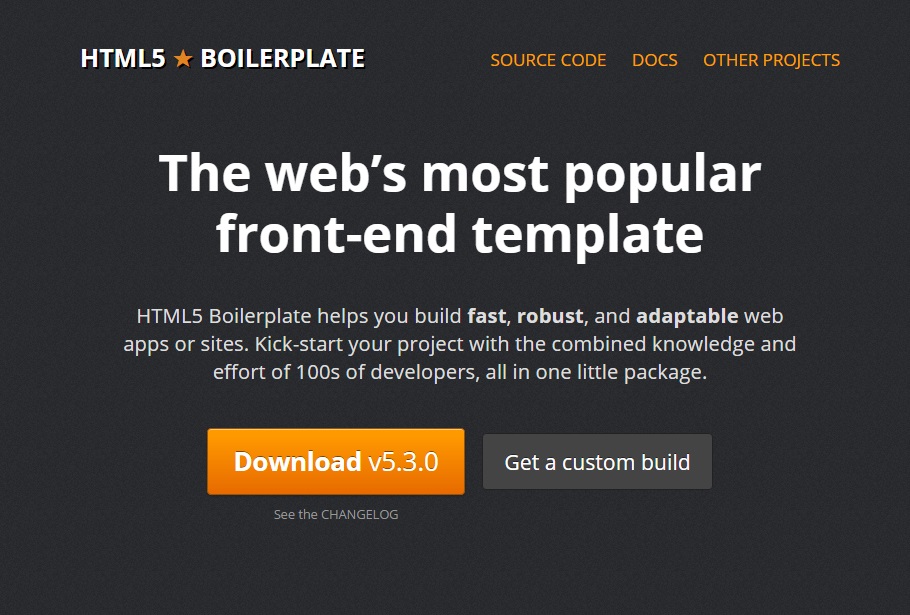 HTML5 ★ BOILERPLATE
SOURCE CODE DOCS OTHER PROJECTS
The web’s most popular
front-end template
HTML5 Boilerplate helps you build fast, robust, and adaptable web
apps or sites. Kick-start your project with the combined knowledge and
effort of 100s of developers, all in one little package.
Download v5.3.0
Get a custom build
See the CHANGELOG